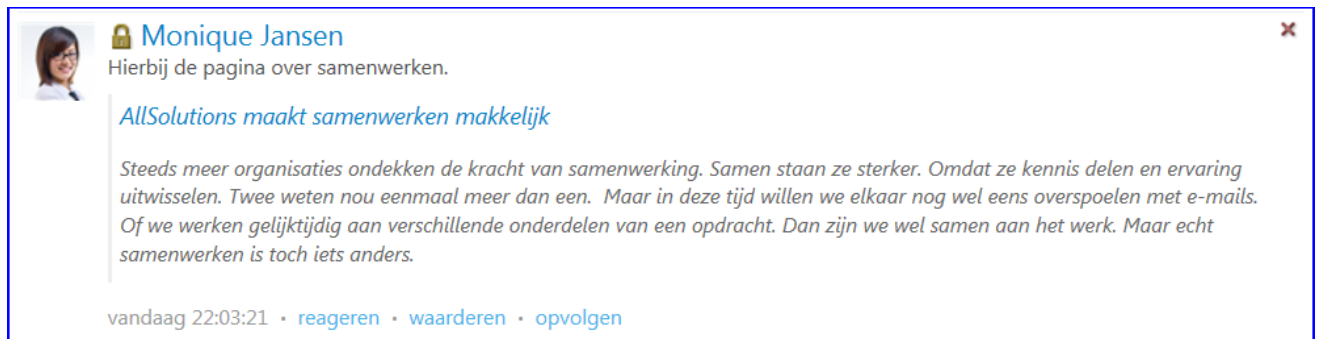 Monique Jansen
Hierbij de pagina over samenwerken.
AllSolutions maakt samenwerken makkelijk
Steeds meer organisaties ondekken de kracht van samenwerking. Samen staan ze sterker. Omdat ze kennis delen en ervaring
uitwisselen. Twee weten nou eenmaal meer dan een.  Maar in deze tijd willen we elkaar nog wel eens overspoelen met e-mails.
Of we werken gelijktijdig aan verschillende onderdelen van een opdracht. Dan zijn we wel samen aan het werk. Maar echt
samenwerken is toch iets anders.
vandaag 22:03:21 • reageren • waarderen • opvolgen